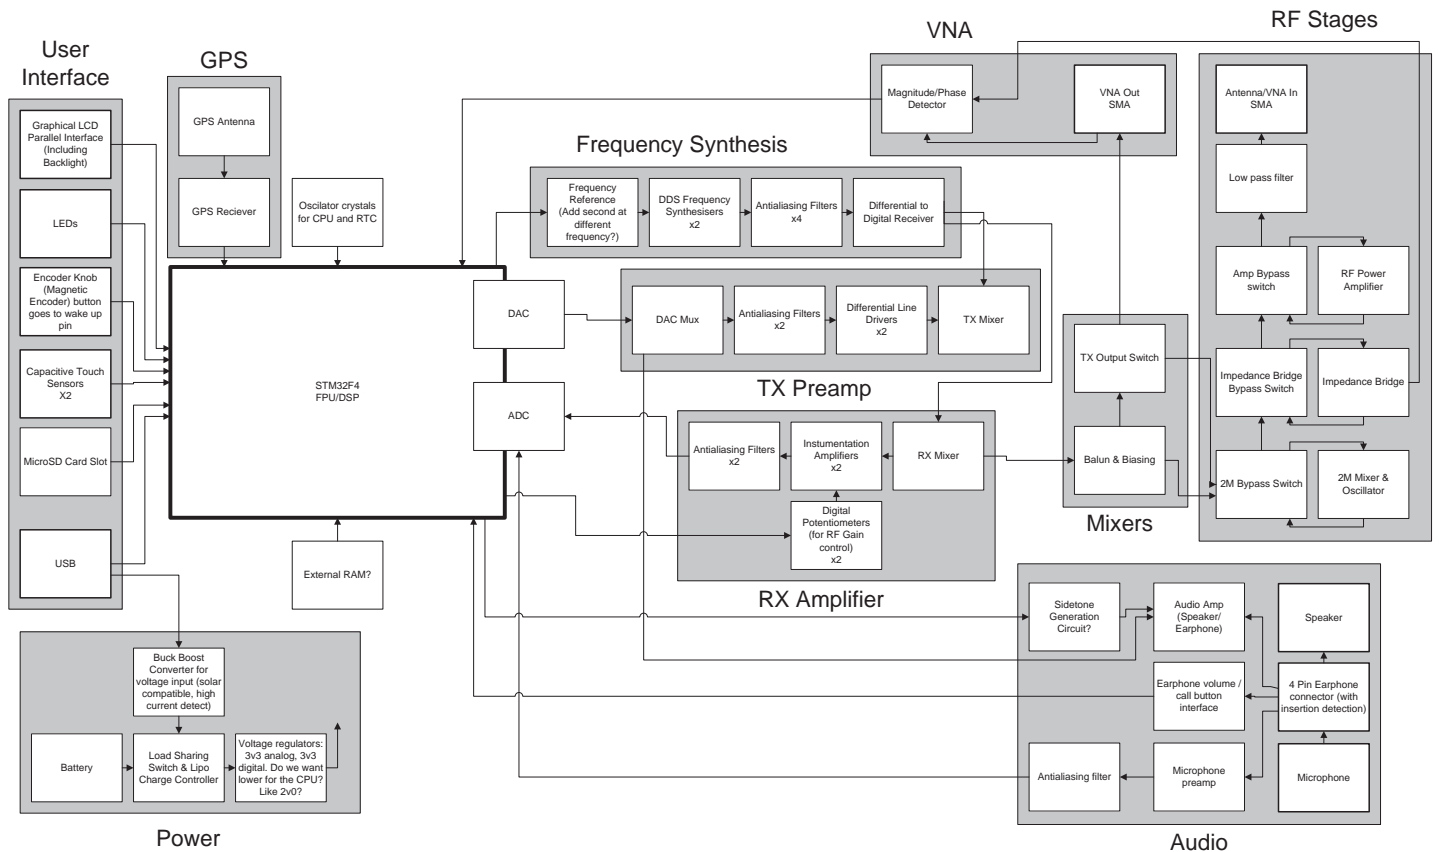 User
Interface
Graphical LCD
Parallel Interface
(Including
Backlight)
LEDs
Encoder Knob
(Magnetic
Encoder) button
goes to wake up
pin
Capacitive Touch
Sensors
X2
MicroSD Card Slot
USB
GPS
GPS Antenna
GPS Reciever
Oscilator crystals
for CPU and RTC
STM32F4
FPU/DSP
DAC
ADC
External RAM?
Frequency Synthesis
Frequency
Reference
(Add second at
different
frequency?)
DDS Frequency
Synthesisers
x2
Antialiasing Filters
x4
Differential to
Digital Receiver
DAC Mux
Antialiasing Filters
x2
Differential Line
Drivers
x2
TX Mixer
TX Preamp
Antialiasing Filters
x2
Instumentation
Amplifiers
x2
RX Mixer
Digital
Potentiometers
(for RF Gain
control)
x2
RX Amplifier
VNA
Magnitude/Phase
Detector
VNA Out
SMA
TX Output Switch
Balun & Biasing
Mixers
RF Stages
Antenna/VNA In
SMA
Low pass filter
Amp Bypass
switch
RF Power
Amplifier
Impedance Bridge
Bypass Switch
Impedance Bridge
2M Bypass Switch
2M Mixer &
Oscillator
Sidetone
Generation
Circuit?
Audio Amp
(Speaker/
Earphone)
Speaker
Earphone volume /
call button
interface
4 Pin Earphone
connector (with
insertion detection)
Antialiasing filter
Microphone
preamp
Microphone
Audio
Buck Boost
Converter for
voltage input (solar
compatible, high
current detect)
Battery
Load Sharing
Switch & Lipo
Charge Controller
Voltage regulators:
3v3 analog, 3v3
digital. Do we want
lower for the CPU?
Like 2v0?
Power